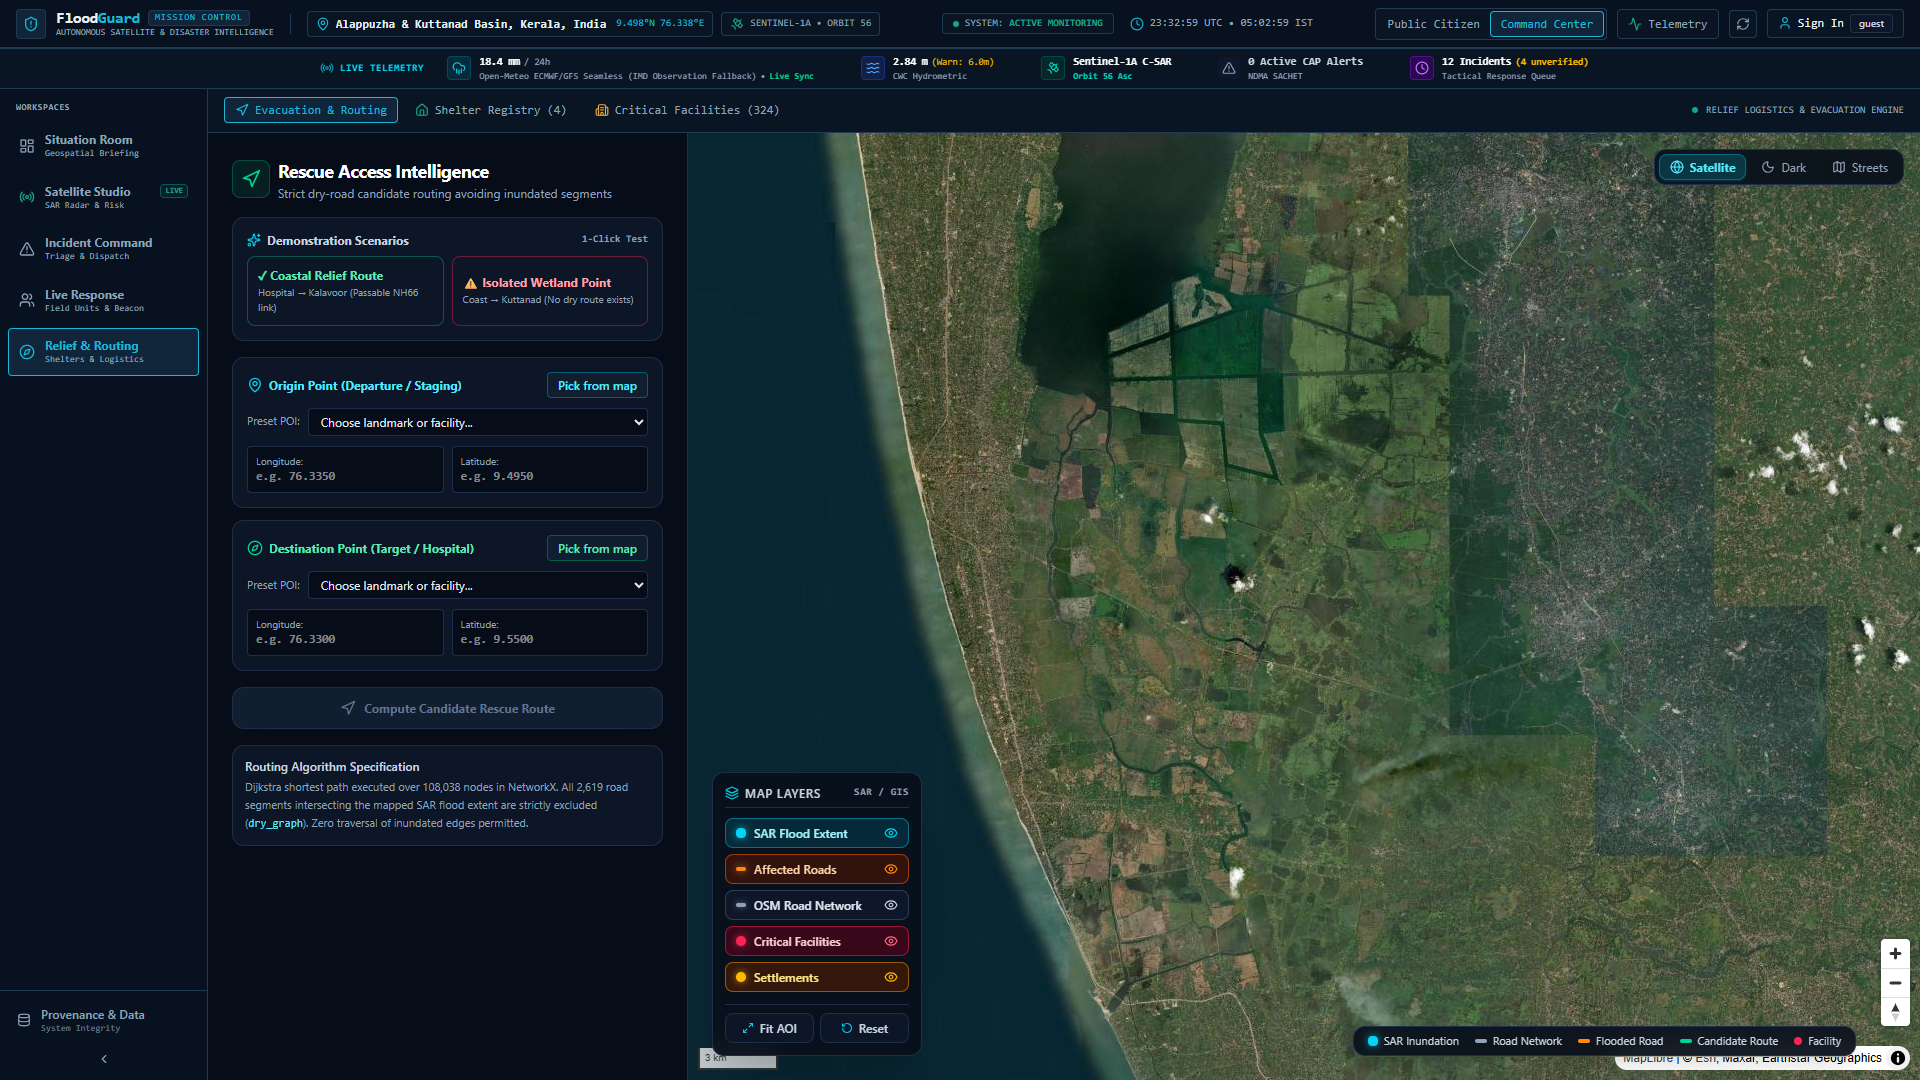 FloodGuard MISSION CONTROL
AUTONOMOUS SATELLITE & DISASTER INTELLIGENCE
Alappuzha & Kuttanad Basin, Kerala, India 9.498°N 76.338°E
SENTINEL-1A • ORBIT 56
SYSTEM: ACTIVE MONITORING
23:32:59 UTC • 05:02:59 IST
Public Citizen
Command Center
Telemetry
Sign In guest
LIVE TELEMETRY
18.4 mm / 24h
Open-Meteo ECMWF/GFS Seamless (IMD Observation Fallback) • Live Sync
2.84 m (Warn: 6.0m)
CWC Hydrometric
Sentinel-1A C-SAR
Orbit 56 Asc
0 Active CAP Alerts
NDMA SACHET
12 Incidents (4 unverified)
Tactical Response Queue
WORKSPACES
Situation Room
Geospatial Briefing
Satellite Studio LIVE
SAR Radar & Risk
Incident Command
Triage & Dispatch
Live Response
Field Units & Beacon
Relief & Routing
Shelters & Logistics
Provenance & Data
System Integrity
Evacuation & Routing
Shelter Registry (4)
Critical Facilities (324)
RELIEF LOGISTICS & EVACUATION ENGINE
Rescue Access Intelligence
Strict dry-road candidate routing avoiding inundated segments
Demonstration Scenarios 1-Click Test
✓ Coastal Relief Route
Hospital → Kalavoor (Passable NH66
link)
Isolated Wetland Point
Coast → Kuttanad (No dry route exists)
Origin Point (Departure / Staging) Pick from map
Preset POI: Choose landmark or facility...
Longitude:
e.g. 76.3350
Latitude:
e.g. 9.4950
Destination Point (Target / Hospital) Pick from map
Preset POI: Choose landmark or facility...
Longitude:
e.g. 76.3300
Latitude:
e.g. 9.5500
Compute Candidate Rescue Route
Routing Algorithm Specification
Dijkstra shortest path executed over 108,038 nodes in NetworkX. All 2,619 road
segments intersecting the mapped SAR flood extent are strictly excluded
(dry_graph). Zero traversal of inundated edges permitted.
Satellite
Dark
Streets
MAP LAYERS SAR / GIS
SAR Flood Extent
Affected Roads
OSM Road Network
Critical Facilities
Settlements
Fit AOI
Reset
3 km
SAR Inundation
Road Network
Flooded Road
Candidate Route
Facility
MapLibre | © Esri, Maxar, Earthstar Geographics